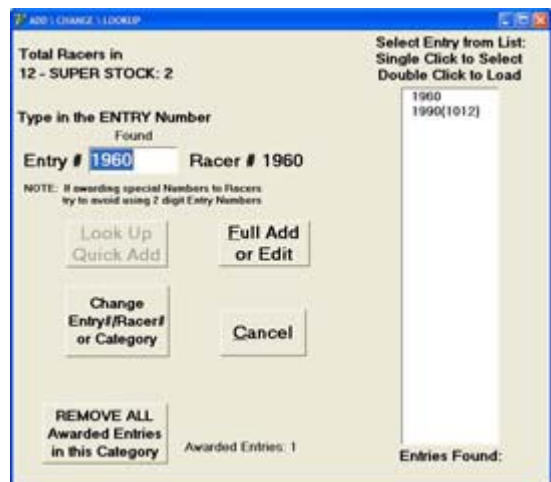 ADD \ CHANGE \ LOOKUP
Total Racers in
12 - SUPER STOCK: 2
Select Entry from List:
Single Click to Select
Double Click to Load
1960
1990{1012}
Type in the ENTRY Number
Found
Entry # 1960
Racer # 1960
NOTE: If awarding special Numbers to Racers
try to avoid using 2 digit Entry Numbers
Look Up
Quick Add
Full Add
or Edit
Change
Entry#/Racer#
or Category
Cancel
REMOVE ALL
Awarded Entries
in this Category
Awarded Entries: 1
Entries Found: